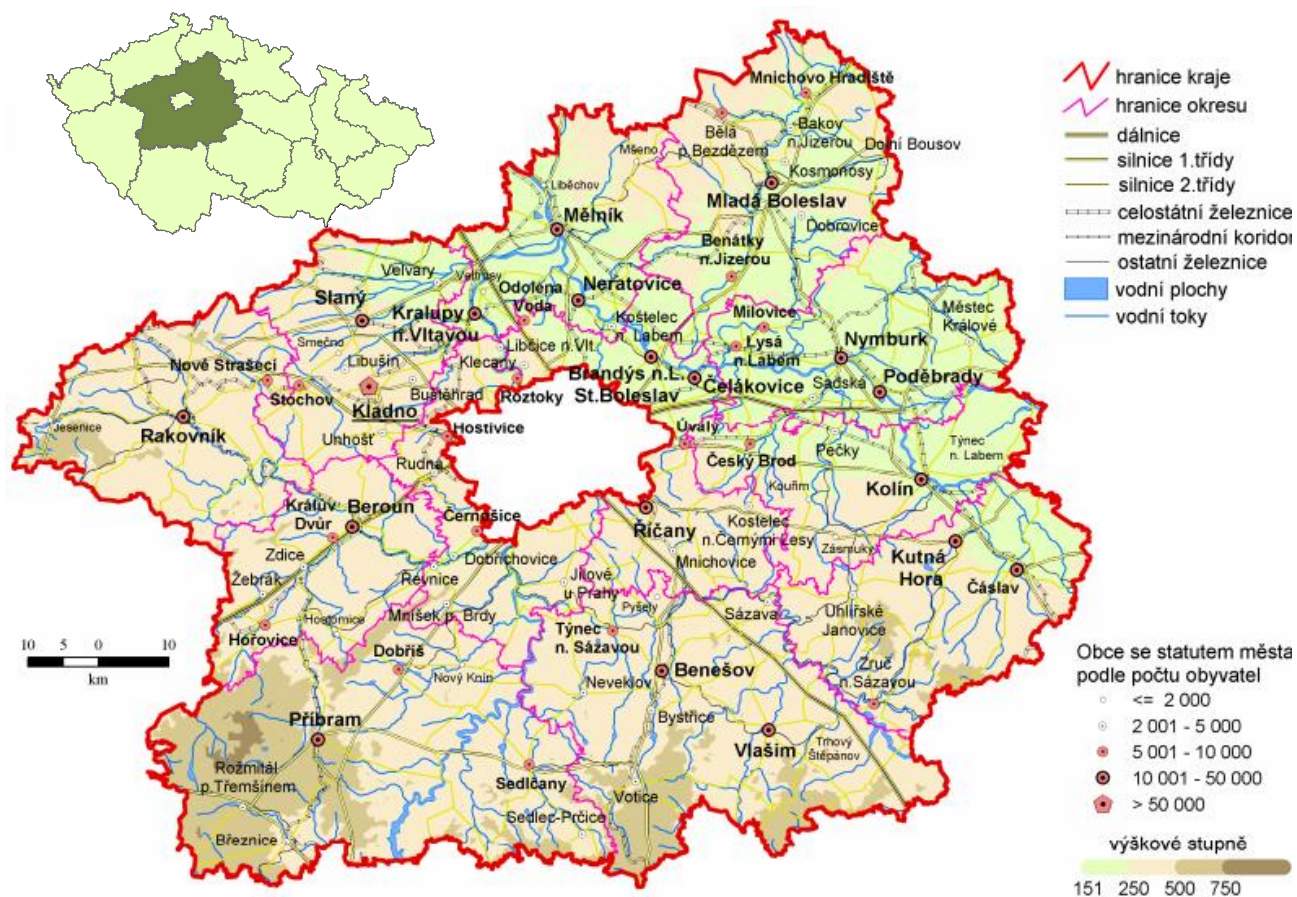 Mnichovo Hradiště
Bakov
n.Jizerou
Bělá
p.Bezdězem
Dolní Bousov
Mšeno
Kosmonosy
Liběchov
Mladá Boleslav
Mělník
Dobrovice
Benátky
n.Jizerou
Velvary
Veltrusy
Odolena
Voda
Neratovice
Slaný
Kralupy
n.Vltavou
Kostelec
n.Labem
Milovice
Městec
Králové
Lysá
n.Labem
Nymburk
Smečno
Libčice n.Vlt.
Nové Strašecí
Libušín
Klecany
Brandýs n.L.
St.Boleslav
Čelákovice
Sadská
Poděbrady
Stochov
Buštěhrad
Roztoky
Kladno
Jesenice
Rakovník
Unhošť
Hostivice
Úvaly
Pečky
Týnec
n. Labem
Rudná
Český Brod
Kouřim
Kolín
Králův
Dvůr
Beroun
Černošice
Říčany
Kostelec
n.Černými Lesy
Zásmuky
Kutná
Hora
Zdice
Dobřichovice
Mnichovice
Čáslav
Žebrák
Řevnice
Jílové
u Prahy
Pyšely
Sázava
Hostomice
Mníšek p. Brdy
Uhlířské
Janovice
Hořovice
Týnec
n. Sázavou
Dobříš
Nový Knín
Neveklov
Benešov
Zruč
n.Sázavou
Příbram
Bystřice
Vlašim
Trhový
Štěpánov
Rožmitál
p.Třemšínem
Sedlčany
Votice
Sedlec-Prčice
Březnice
10 5 0 10
km
hranice kraje
hranice okresu
dálnice
silnice 1.třídy
silnice 2.třídy
celostátní železnice
mezinárodní koridor
ostatní železnice
vodní plochy
vodní toky
Obce se statutem města
podle počtu obyvatel
<= 2 000
2 001 - 5 000
5 001 - 10 000
10 001 - 50 000
> 50 000
výškové stupně
151 250 500 750